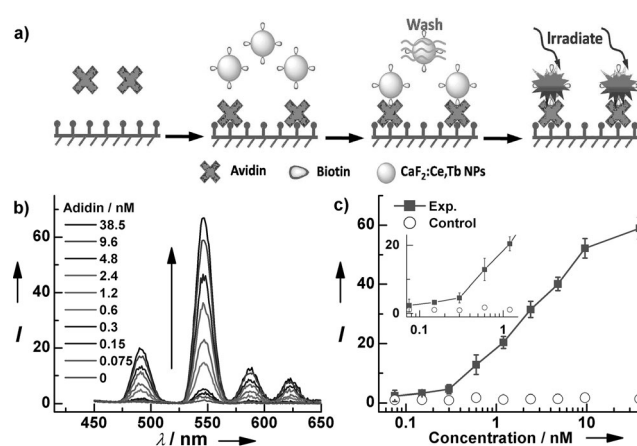 a)
Wash
Irradiate
Avidin
Biotin
CaF₂:Ce,Tb NPs
b)
Adidin / nM
38.5
9.6
4.8
2.4
1.2
0.6
0.3
0.15
0.075
0
60
40
20
0
I
450 500 550 600 650
λ / nm
c)
Exp.
Control
60
40
20
0
I
20
0
0.1 1
0.1 1 10
Concentration / nM